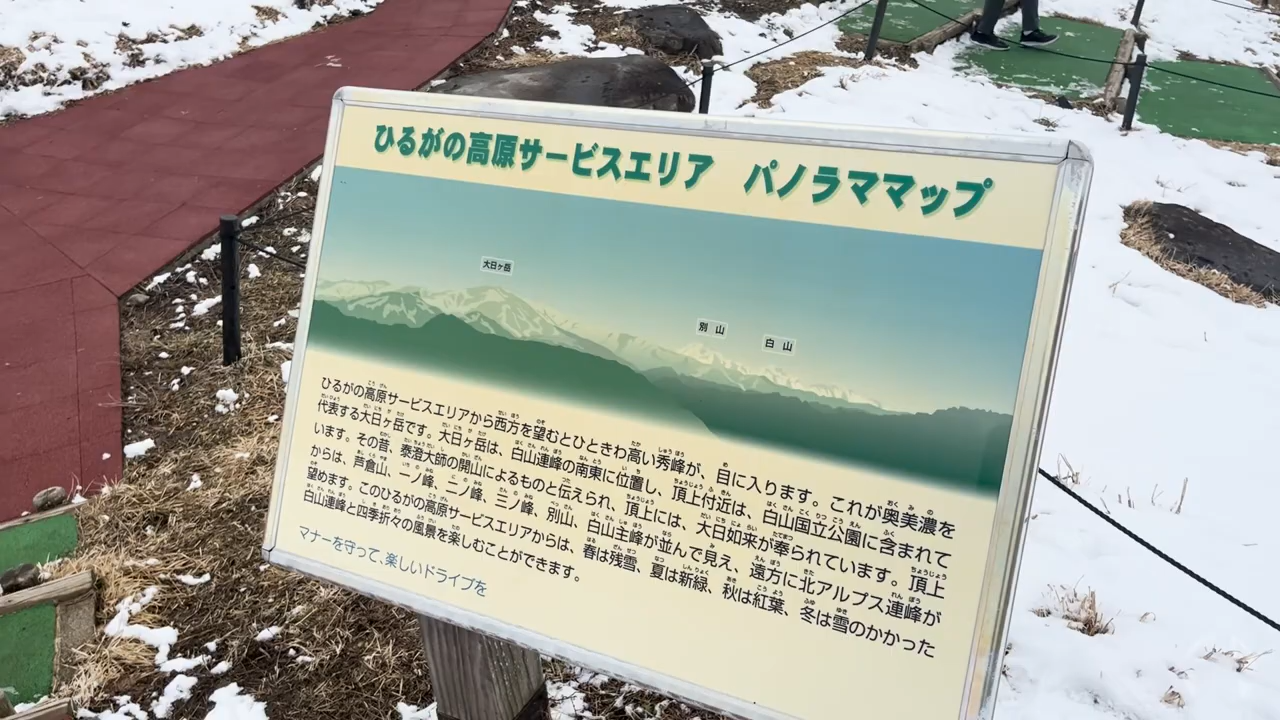 ひるがの高原サービスエリア パノラママップ
大日ヶ岳
別山
白山
ひるがの高原サービスエリアから西方を望むとひときわ高い秀峰が、目に入ります。これが奥美濃を
代表する大日ヶ岳です。大日ヶ岳は、白山連峰の南東に位置し、頂上付近は、白山国立公園に含まれて
います。その昔、泰澄大師の開山によるものと伝えられ、頂上には、大日如来が奉られています。頂上
からは、芦倉山、一ノ峰、二ノ峰、三ノ峰、別山、白山主峰が並んで見え、遠方に北アルプス連峰が
望めます。このひるがの高原サービスエリアからは、春は残雪、夏は新緑、秋は紅葉、冬は雪のかかった
白山連峰と四季折々の風景を楽しむことができます。
マナーを守って、楽しいドライブを